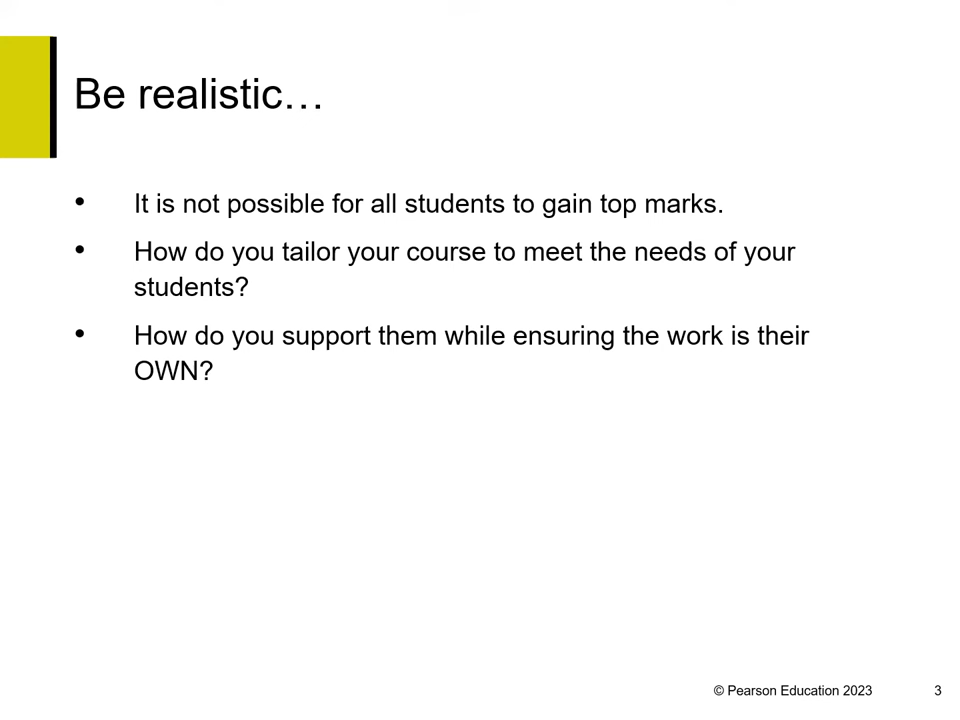 Be realistic…
• It is not possible for all students to gain top marks.
• How do you tailor your course to meet the needs of your
students?
• How do you support them while ensuring the work is their
OWN?
© Pearson Education 2023 3